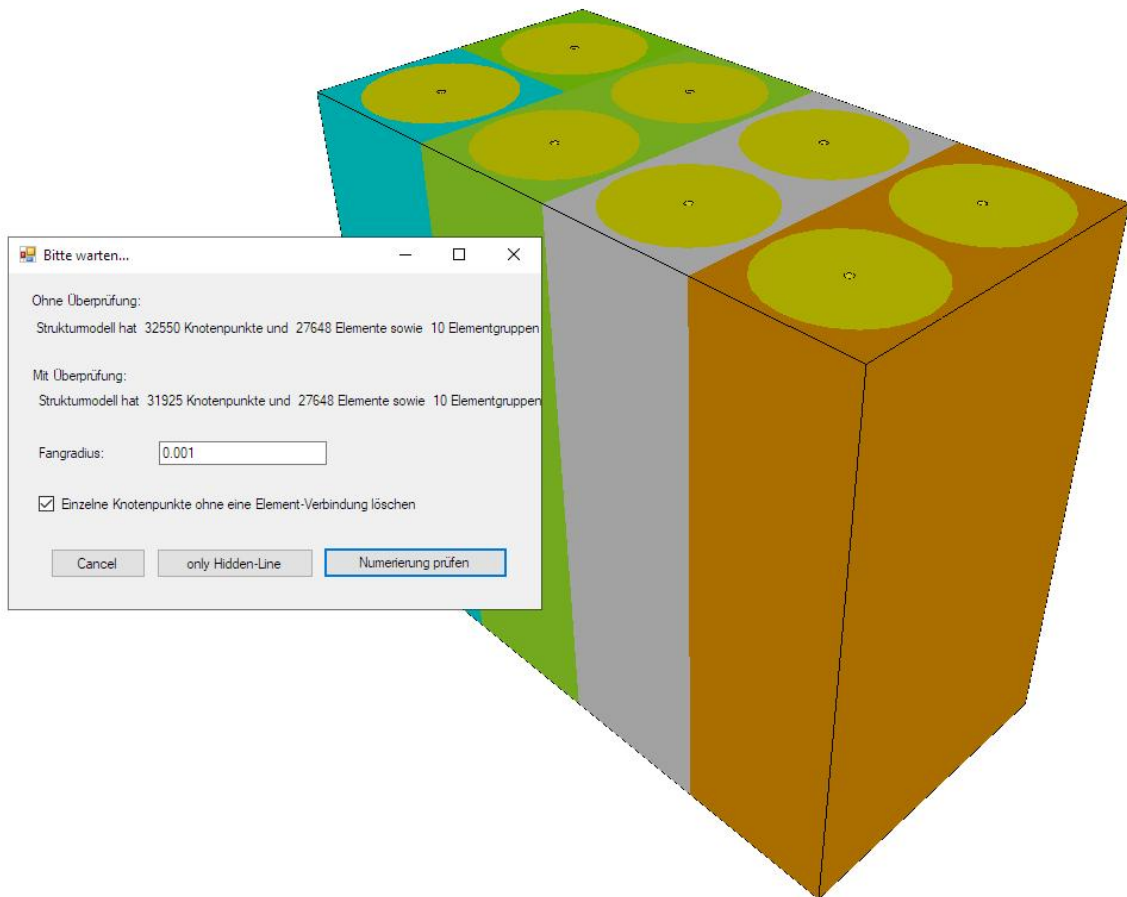 Bitte warten...
Ohne Überprüfung:
Strukturmodell hat 32550 Knotenpunkte und 27648 Elemente sowie 10 Elementgruppen
Mit Überprüfung:
Strukturmodell hat 31925 Knotenpunkte und 27648 Elemente sowie 10 Elementgruppen
Fangradius: 0.001
Einzelne Knotenpunkte ohne eine Element-Verbindung löschen
Cancel only Hidden-Line Numerierung prüfen